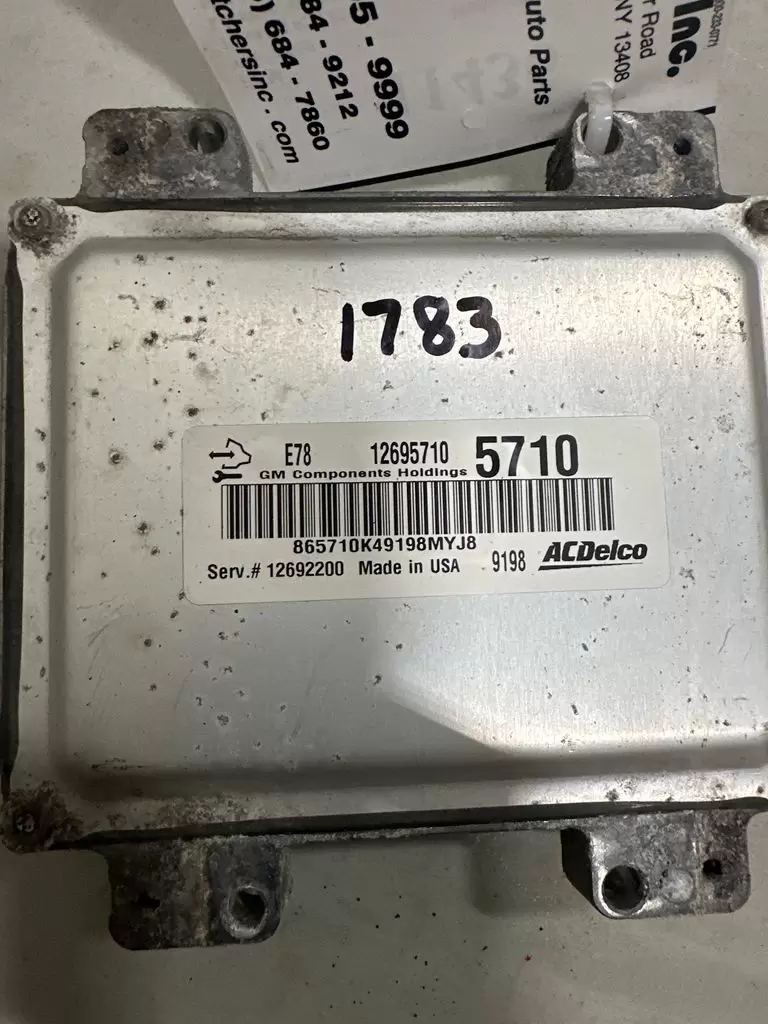 Inc.
r Road
NY 13408
uto Parts
5 - 9999
84 - 9212
) 684 - 7860
tchersinc . com
1783
E78 12695710 5710
GM Components Holdings
865710K49198MYJ8
Serv.# 12692200 Made in USA 9198 ACDelco